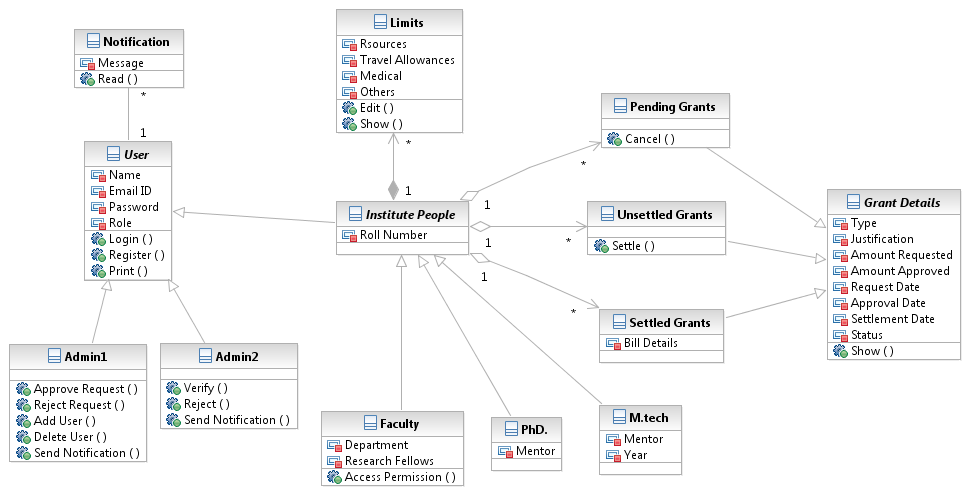 Notification
Message
Read ( )
*
1
User
Name
Email ID
Password
Role
Login ( )
Register ( )
Print ( )
Limits
Rsources
Travel Allowances
Medical
Others
Edit ( )
Show ( )
*
1
Institute People
Roll Number
1
*
1
*
1
*
Pending Grants
Cancel ( )
Unsettled Grants
Settle ( )
Settled Grants
Bill Details
Grant Details
Type
Justification
Amount Requested
Amount Approved
Request Date
Approval Date
Settlement Date
Status
Show ( )
Admin1
Approve Request ( )
Reject Request ( )
Add User ( )
Delete User ( )
Send Notification ( )
Admin2
Verify ( )
Reject ( )
Send Notification ( )
Faculty
Department
Research Fellows
Access Permission ( )
PhD.
Mentor
M.tech
Mentor
Year